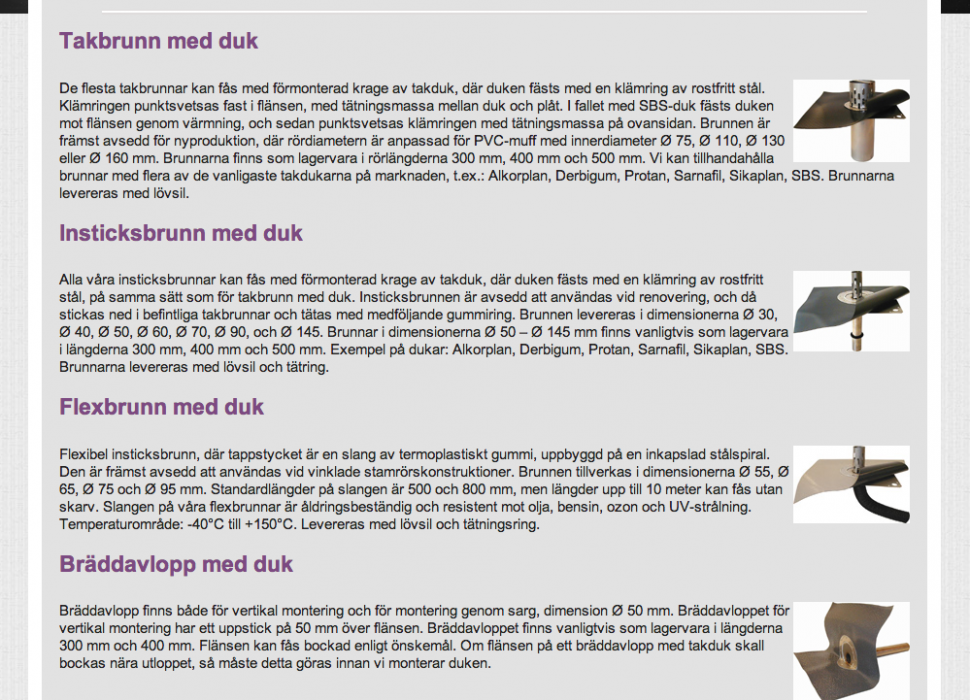 Takbrunn med duk
De flesta takbrunnar kan fås med förmonterad krage av takduk, där duken fästs med en klämring av rostfritt stål.
Klämringen punktsvetsas fast i flänsen, med tätningsmassa mellan duk och plåt. I fallet med SBS-duk fästs duken
mot flänsen genom värmning, och sedan punktsvetsas klämringen med tätningsmassa på ovansidan. Brunnen är
främst avsedd för nyproduktion, där rördiametern är anpassad för PVC-muff med innerdiameter Ø 75, Ø 110, Ø 130
eller Ø 160 mm. Brunnarna finns som lagervara i rörlängderna 300 mm, 400 mm och 500 mm. Vi kan tillhandahålla
brunnar med flera av de vanligaste takdukarna på marknaden, t.ex.: Alkorplan, Derbigum, Protan, Sarnafil, Sikaplan, SBS. Brunnarna
levereras med lövsil.
Insticksbrunn med duk
Alla våra insticksbrunnar kan fås med förmonterad krage av takduk, där duken fästs med en klämring av rostfritt
stål, på samma sätt som för takbrunn med duk. Insticksbrunnen är avsedd att användas vid renovering, och då
stickas ned i befintliga takbrunnar och tätas med medföljande gummiring. Brunnen levereras i dimensionerna Ø 30,
Ø 40, Ø 50, Ø 60, Ø 70, Ø 90, och Ø 145. Brunnar i dimensionerna Ø 50 – Ø 145 mm finns vanligtvis som lagervara
i längderna 300 mm, 400 mm och 500 mm. Exempel på dukar: Alkorplan, Derbigum, Protan, Sarnafil, Sikaplan, SBS.
Brunnarna levereras med lövsil och tätring.
Flexbrunn med duk
Flexibel insticksbrunn, där tappstycket är en slang av termoplastiskt gummi, uppbyggd på en inkapslad stålspiral.
Den är främst avsedd att användas vid vinklade stamrörskonstruktioner. Brunnen tillverkas i dimensionerna Ø 55, Ø
65, Ø 75 och Ø 95 mm. Standardlängder på slangen är 500 och 800 mm, men längder upp till 10 meter kan fås utan
skarv. Slangen på våra flexbrunnar är åldringsbeständig och resistent mot olja, bensin, ozon och UV-strålning.
Temperaturområde: -40°C till +150°C. Levereras med lövsil och tätningsring.
Bräddavlopp med duk
Bräddavlopp finns både för vertikal montering och för montering genom sarg, dimension Ø 50 mm. Bräddavloppet för
vertikal montering har ett uppstick på 50 mm över flänsen. Bräddavloppet finns vanligtvis som lagervara i längderna
300 mm och 400 mm. Flänsen kan fås bockad enligt önskemål. Om flänsen på ett bräddavlopp med takduk skall
bockas nära utloppet, så måste detta göras innan vi monterar duken.